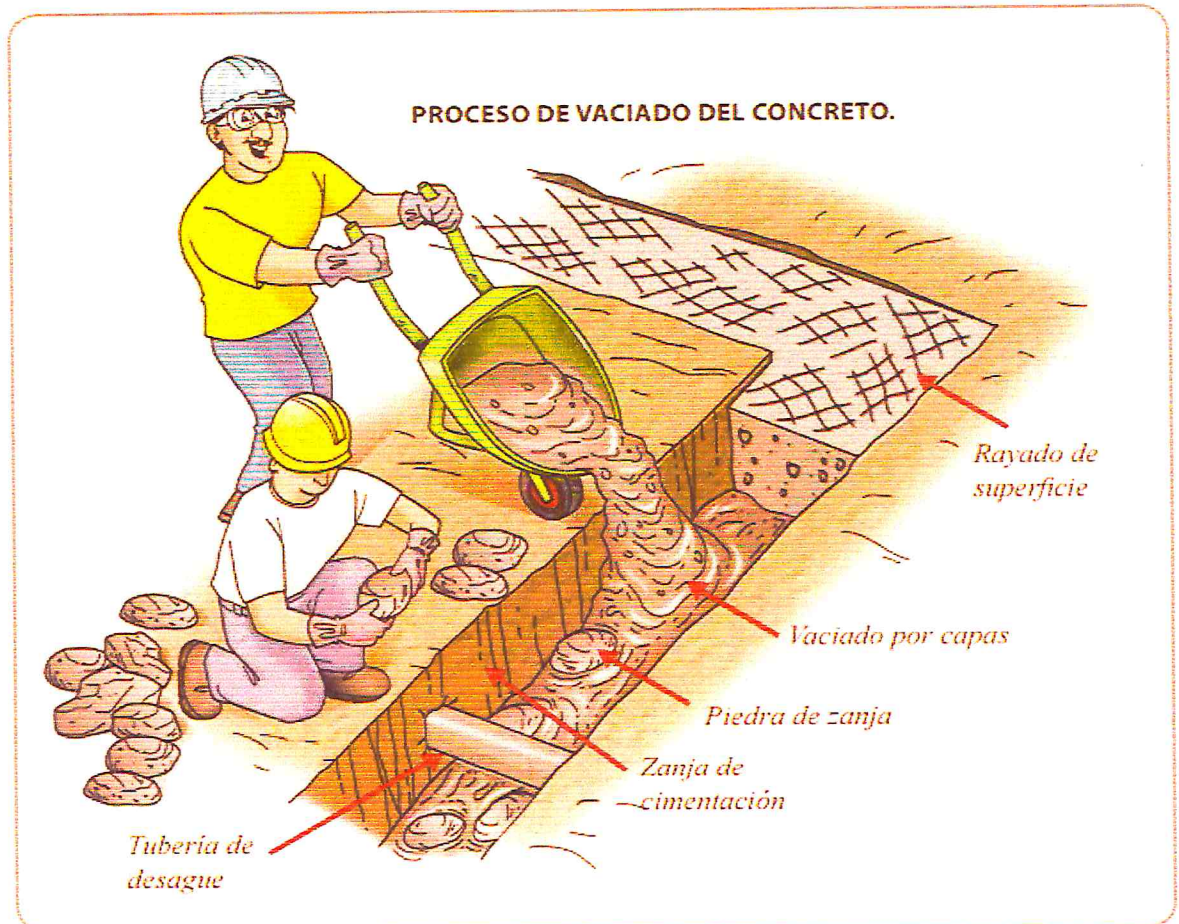 PROCESO DE VACIADO DEL CONCRETO.
Rayado de
superficie
Vaciado por capas
Piedra de zanja
Zanja de
cimentación
Tubería de
desague